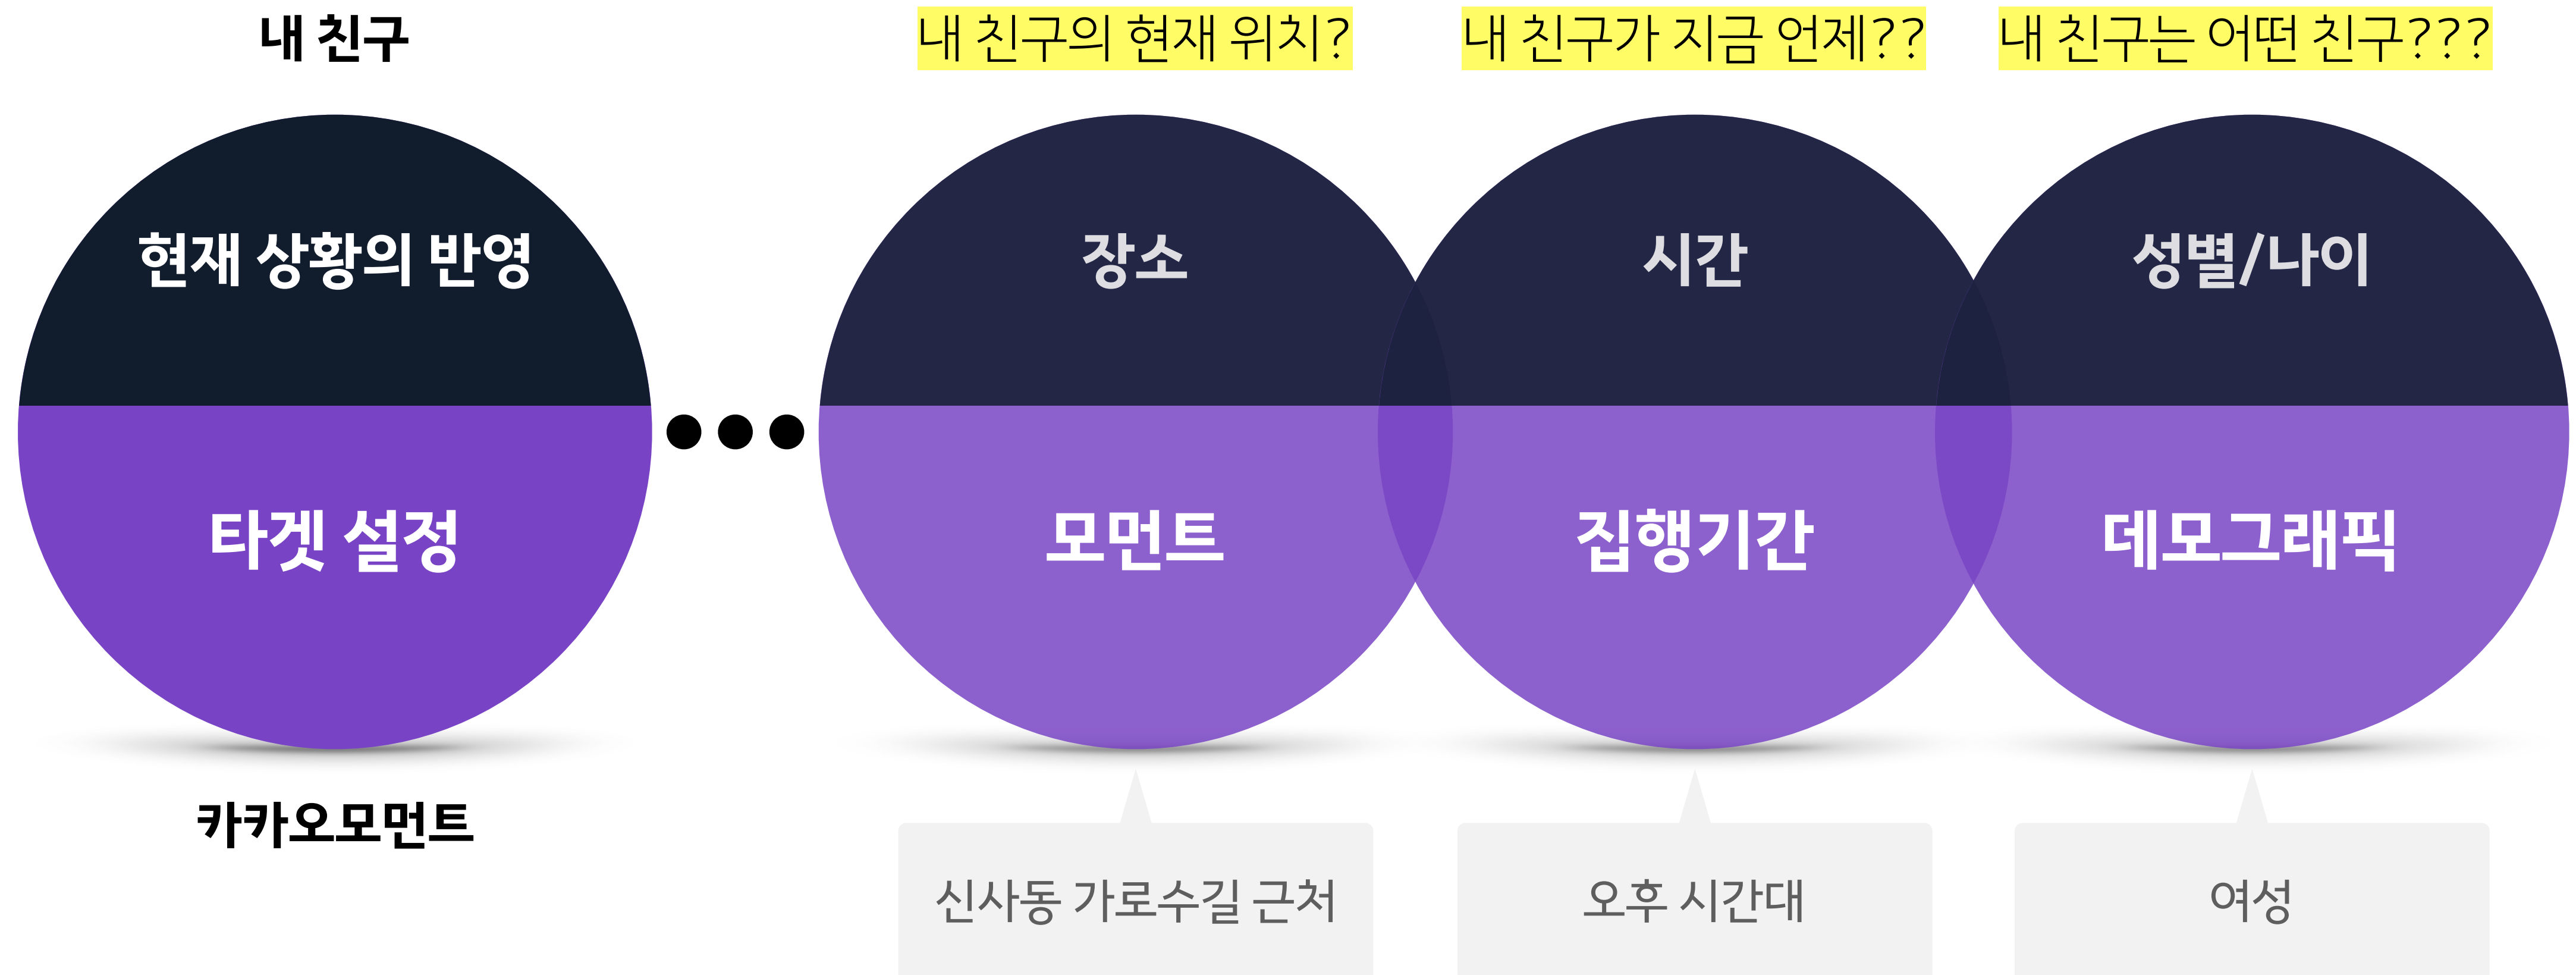 내 친구
내 친구의 현재 위치?
내 친구가 지금 언제??
내 친구는 어떤 친구???
현재 상황의 반영
장소
시간
성별/나이
타겟 설정
모먼트
집행기간
데모그래픽
카카오모먼트
신사동 가로수길 근처
오후 시간대
여성